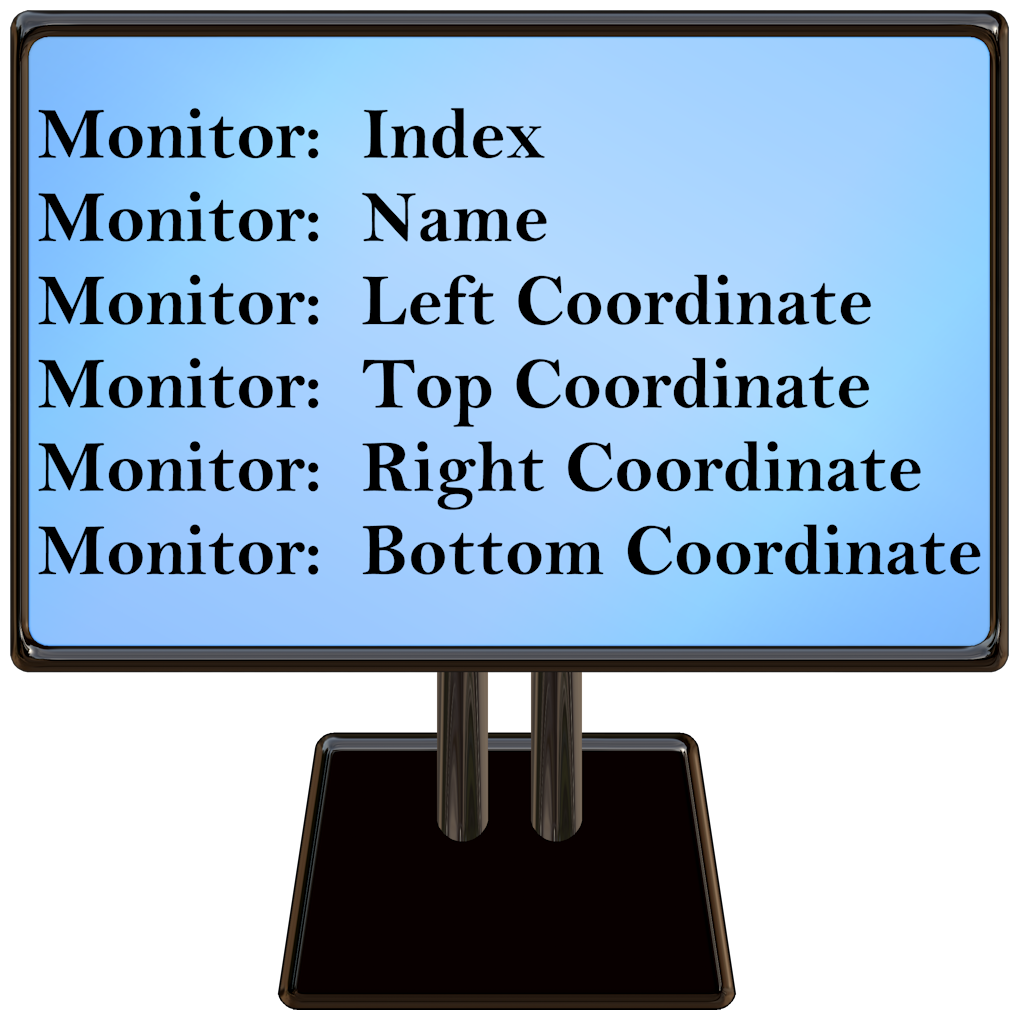 Monitor: Index
Monitor: Name
Monitor: Left Coordinate
Monitor: Top Coordinate
Monitor: Right Coordinate
Monitor: Bottom Coordinate